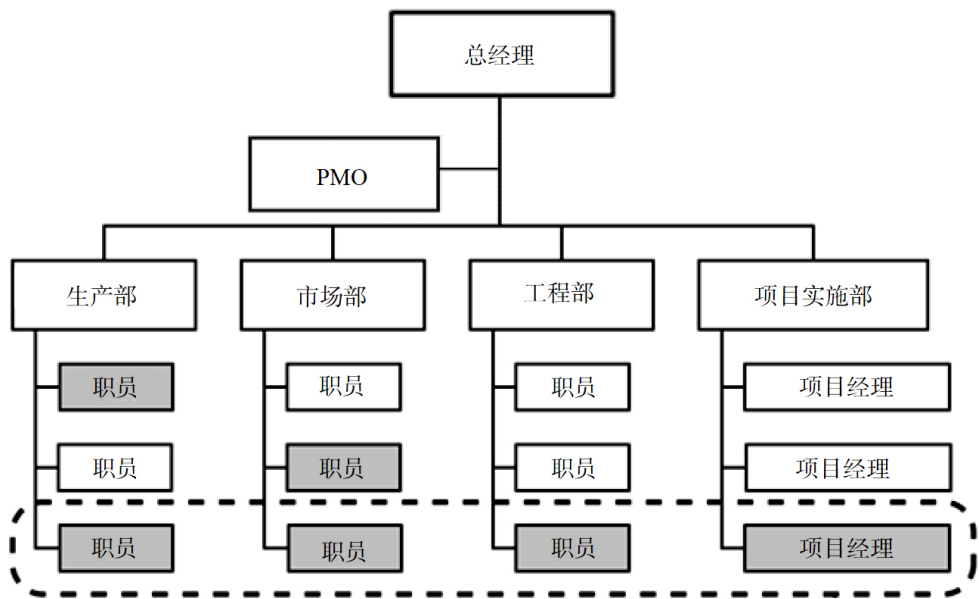 总经理
PMO
生产部
市场部
工程部
项目实施部
职员
职员
职员
项目经理
职员
职员
职员
项目经理
职员
职员
职员
项目经理